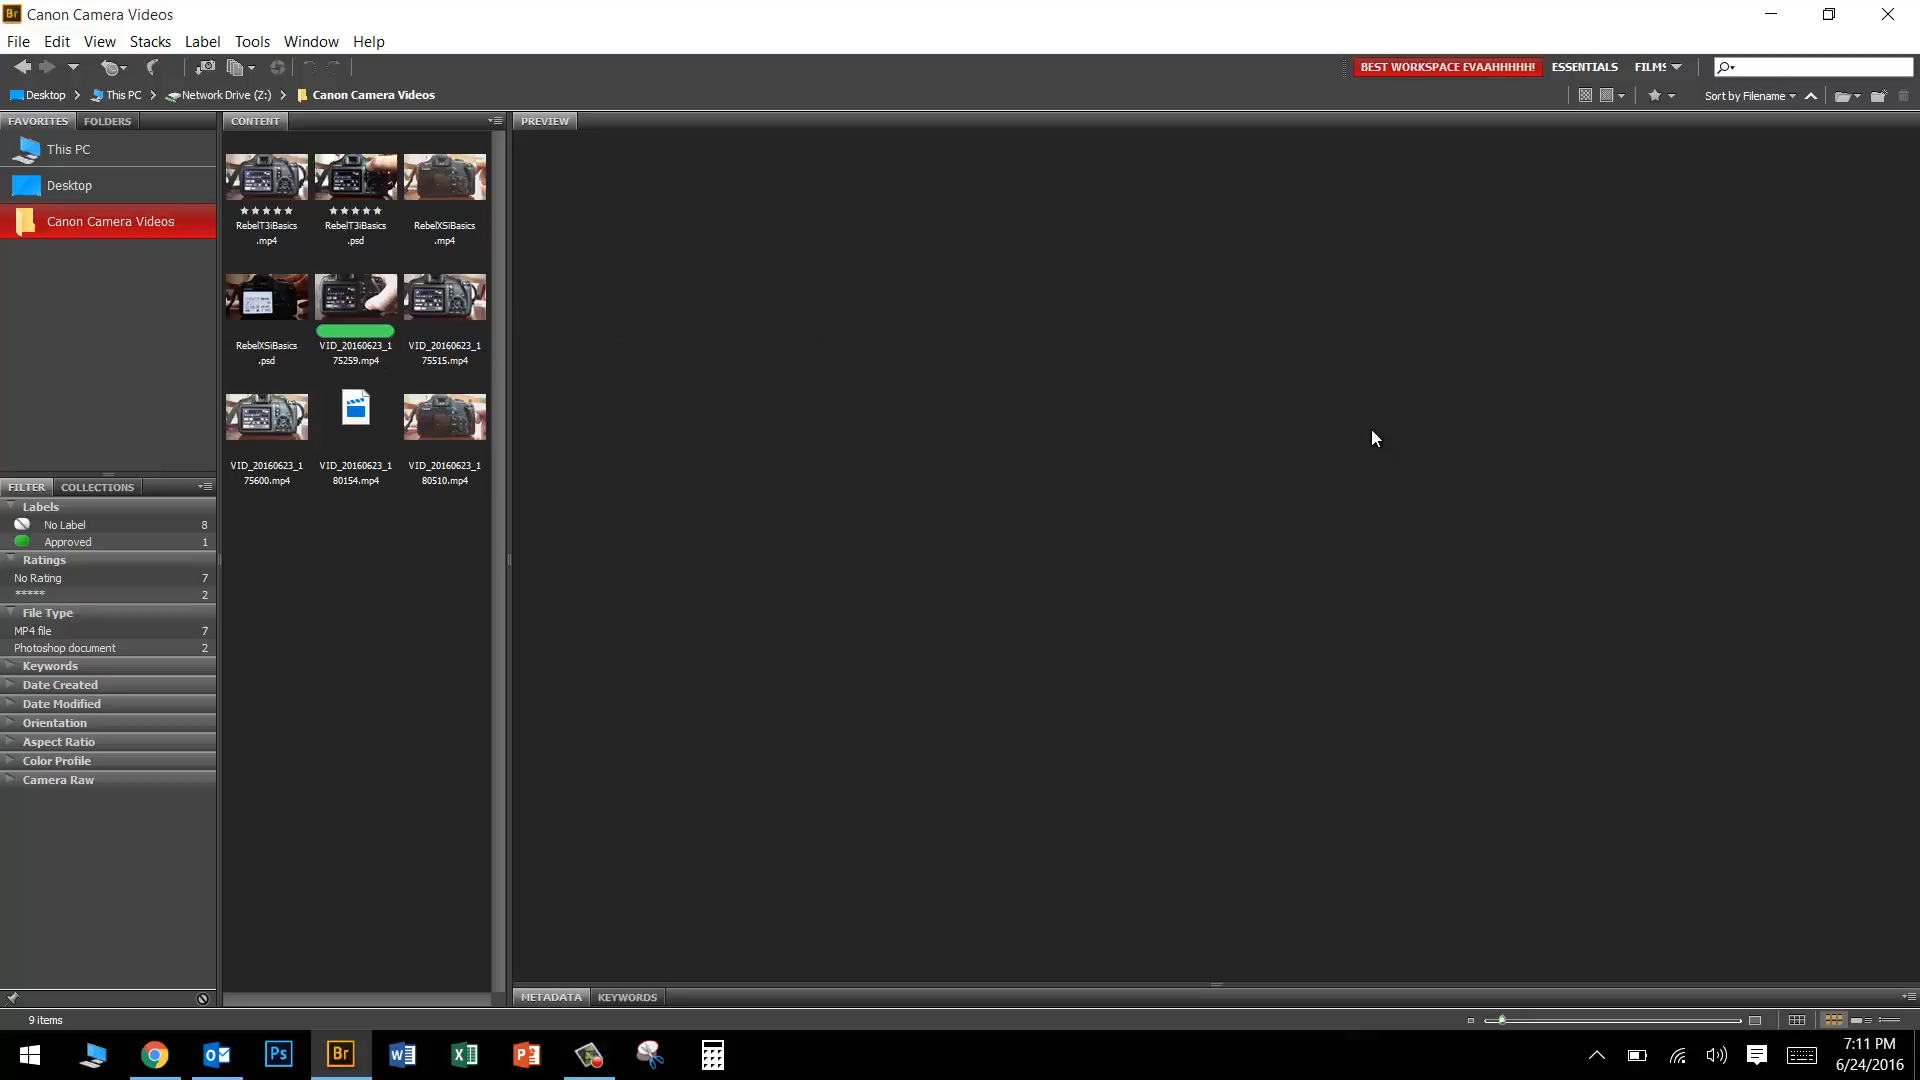 Br Canon Camera Videos
File Edit View Stacks Label Tools Window Help
BEST WORKSPACE EVAAHHHHH! ESSENTIALS FILMS
Desktop This PC Network Drive (Z:) Canon Camera Videos
Sort by Filename
FAVORITES FOLDERS
This PC
Desktop
Canon Camera Videos
CONTENT
RebelT3iBasics
.mp4
RebelT3iBasics
.psd
RebelXSiBasics
.mp4
RebelXSiBasics
.psd
VID_20160623_1
75259.mp4
VID_20160623_1
75515.mp4
VID_20160623_1
75600.mp4
VID_20160623_1
80154.mp4
VID_20160623_1
80510.mp4
PREVIEW
FILTER COLLECTIONS
Labels
No Label 8
Approved 1
Ratings
No Rating 7
***** 2
File Type
MP4 file 7
Photoshop document 2
Keywords
Date Created
Date Modified
Orientation
Aspect Ratio
Color Profile
Camera Raw
METADATA KEYWORDS
9 items
Ps Br
7:11 PM
6/24/2016